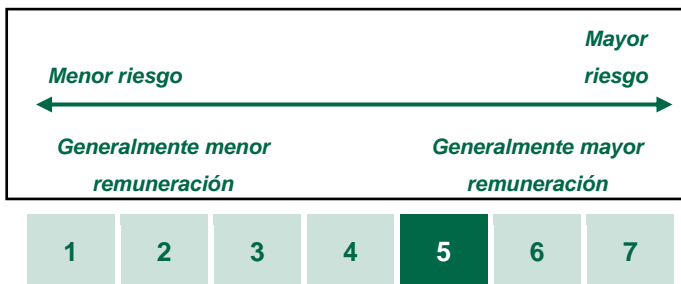 Mayor
Menor riesgo riesgo
Generalmente menor Generalmente mayor
remuneración remuneración
1 2 3 4 5 6 7